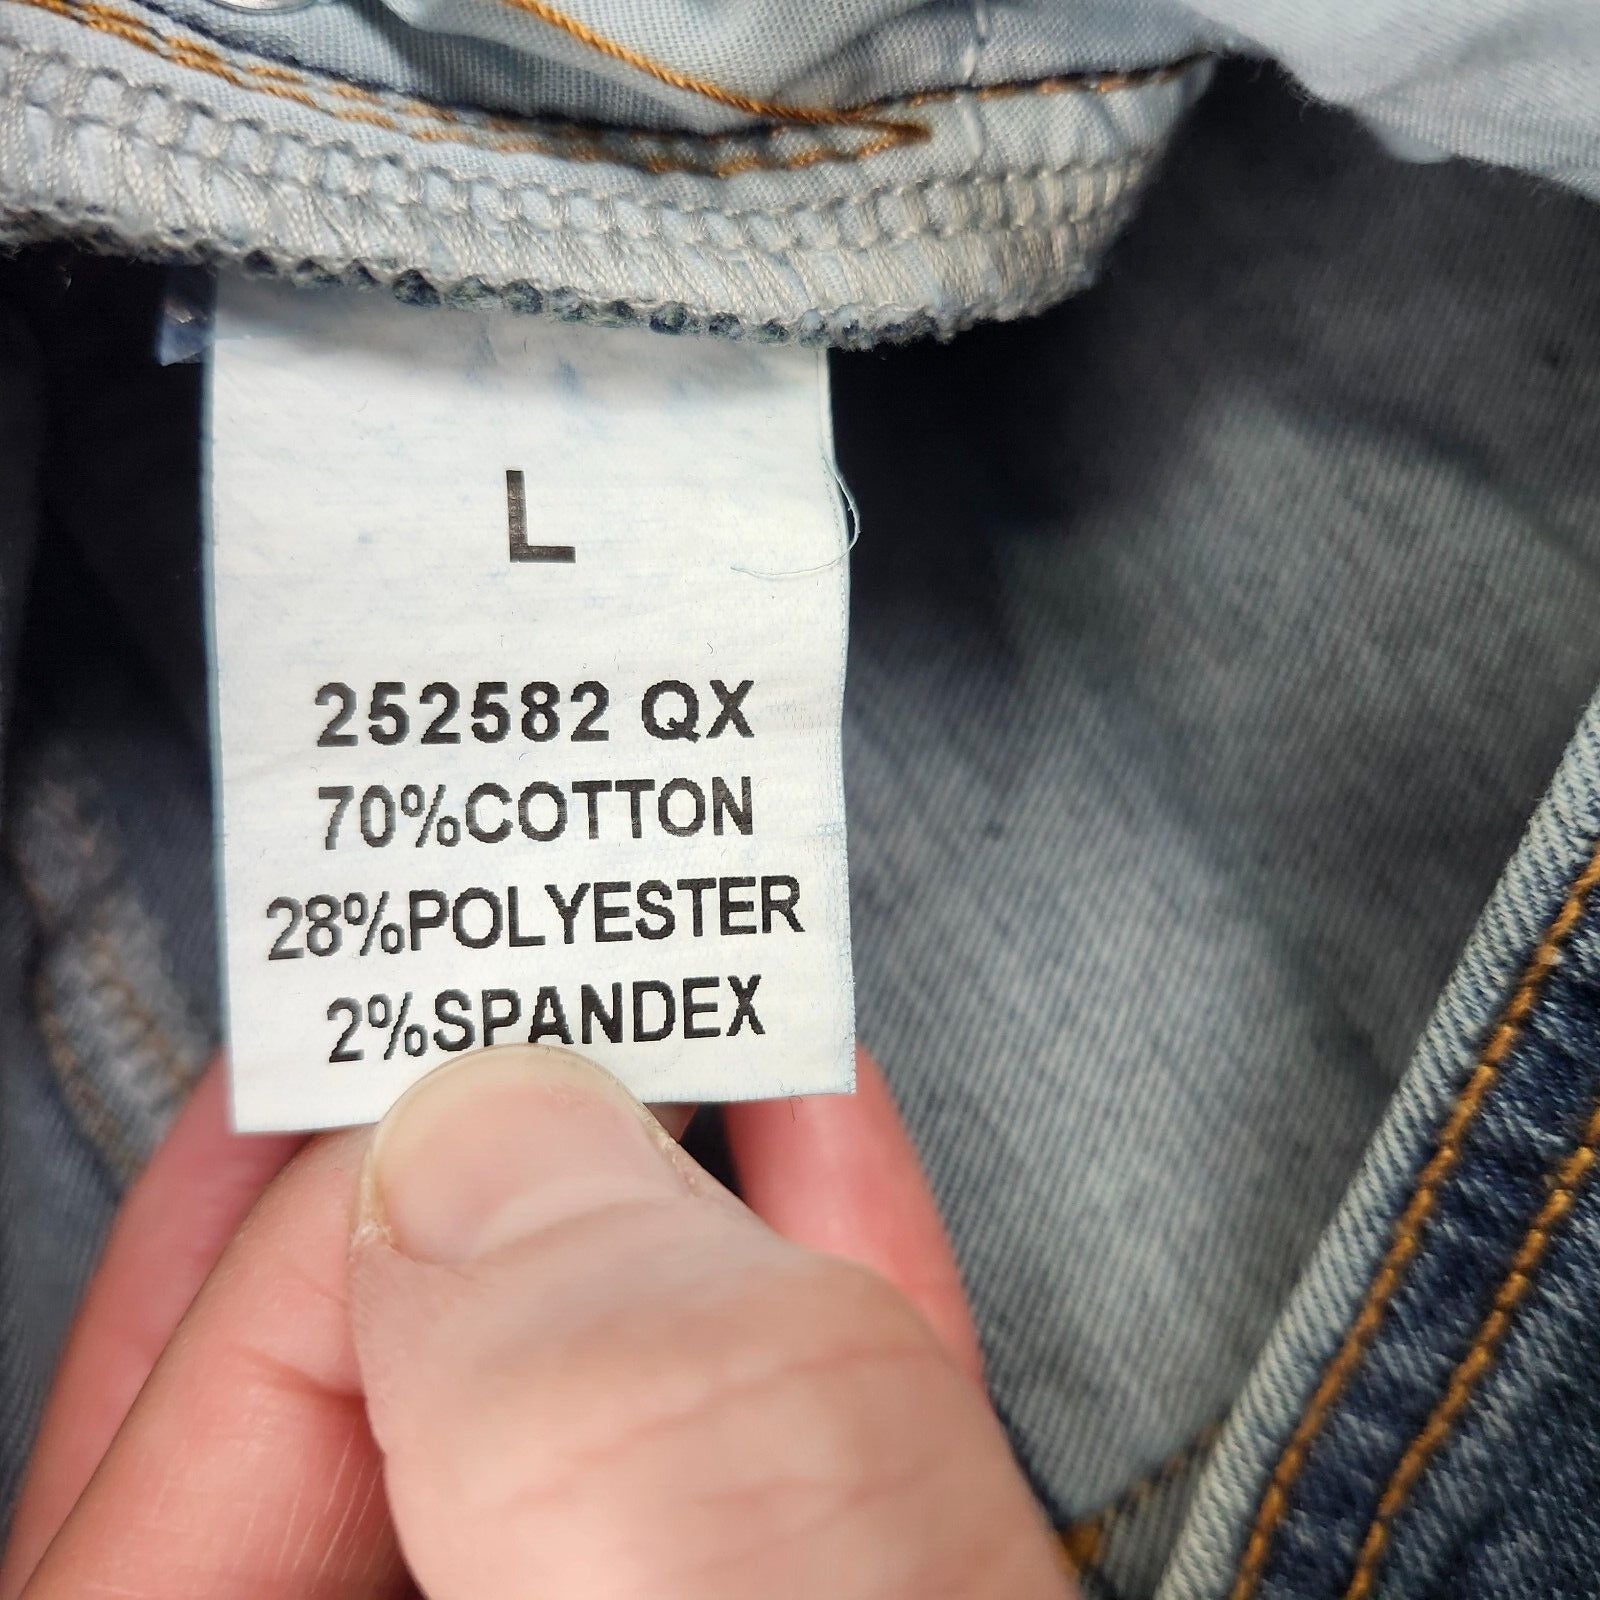 L
252582 QX
70%COTTON
28%POLYESTER
2%SPANDEX